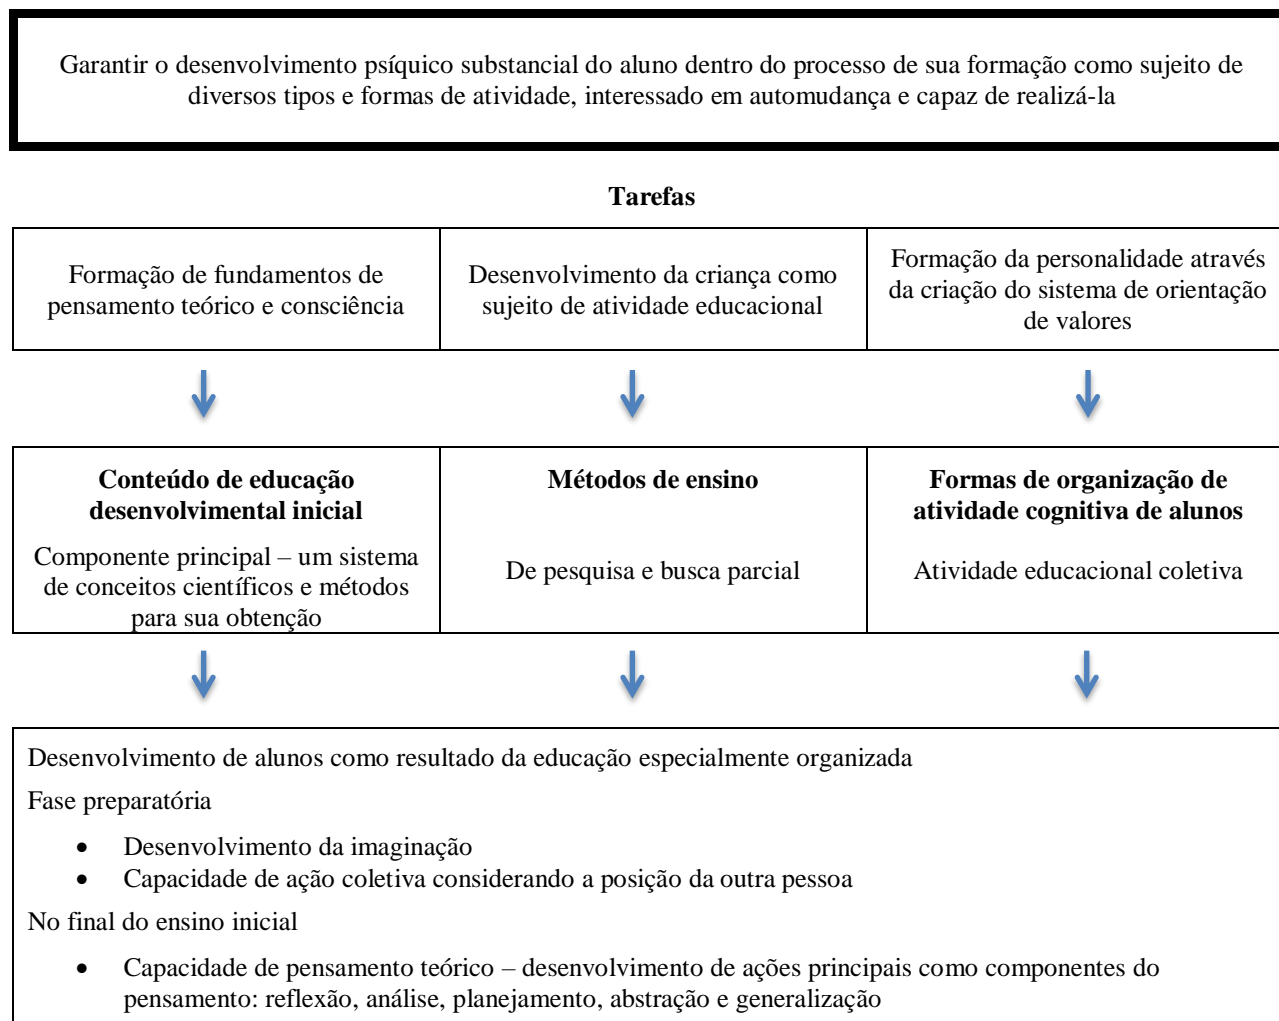 Garantir o desenvolvimento psíquico substancial do aluno dentro do processo de sua formação como sujeito de
diversos tipos e formas de atividade, interessado em automudança e capaz de realizá-la
Tarefas
Formação de fundamentos de
pensamento teórico e consciência
Desenvolvimento da criança como
sujeito de atividade educacional
Formação da personalidade através
da criação do sistema de orientação
de valores
Conteúdo de educação
desenvolvimental inicial
Componente principal – um sistema
de conceitos científicos e métodos
para sua obtenção
Métodos de ensino
De pesquisa e busca parcial
Formas de organização de
atividade cognitiva de alunos
Atividade educacional coletiva
Desenvolvimento de alunos como resultado da educação especialmente organizada
Fase preparatória
• Desenvolvimento da imaginação
• Capacidade de ação coletiva considerando a posição da outra pessoa
No final do ensino inicial
• Capacidade de pensamento teórico – desenvolvimento de ações principais como componentes do
pensamento: reflexão, análise, planejamento, abstração e generalização